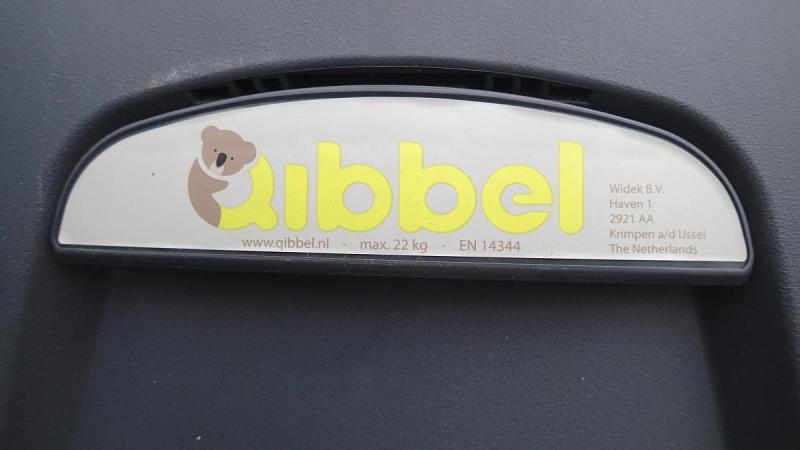 Qibbel
www.qibbel.nl - max. 22 kg - EN 14344
Widek B.V.
Haven 1
2921 AA
Krimpen a/d IJssel
The Netherlands